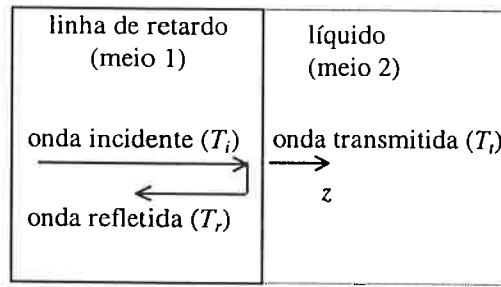 linha de retardo
(meio 1)
líquido
(meio 2)
onda incidente (T_i)
onda transmitida (T_t)
z
onda refletida (T_r)